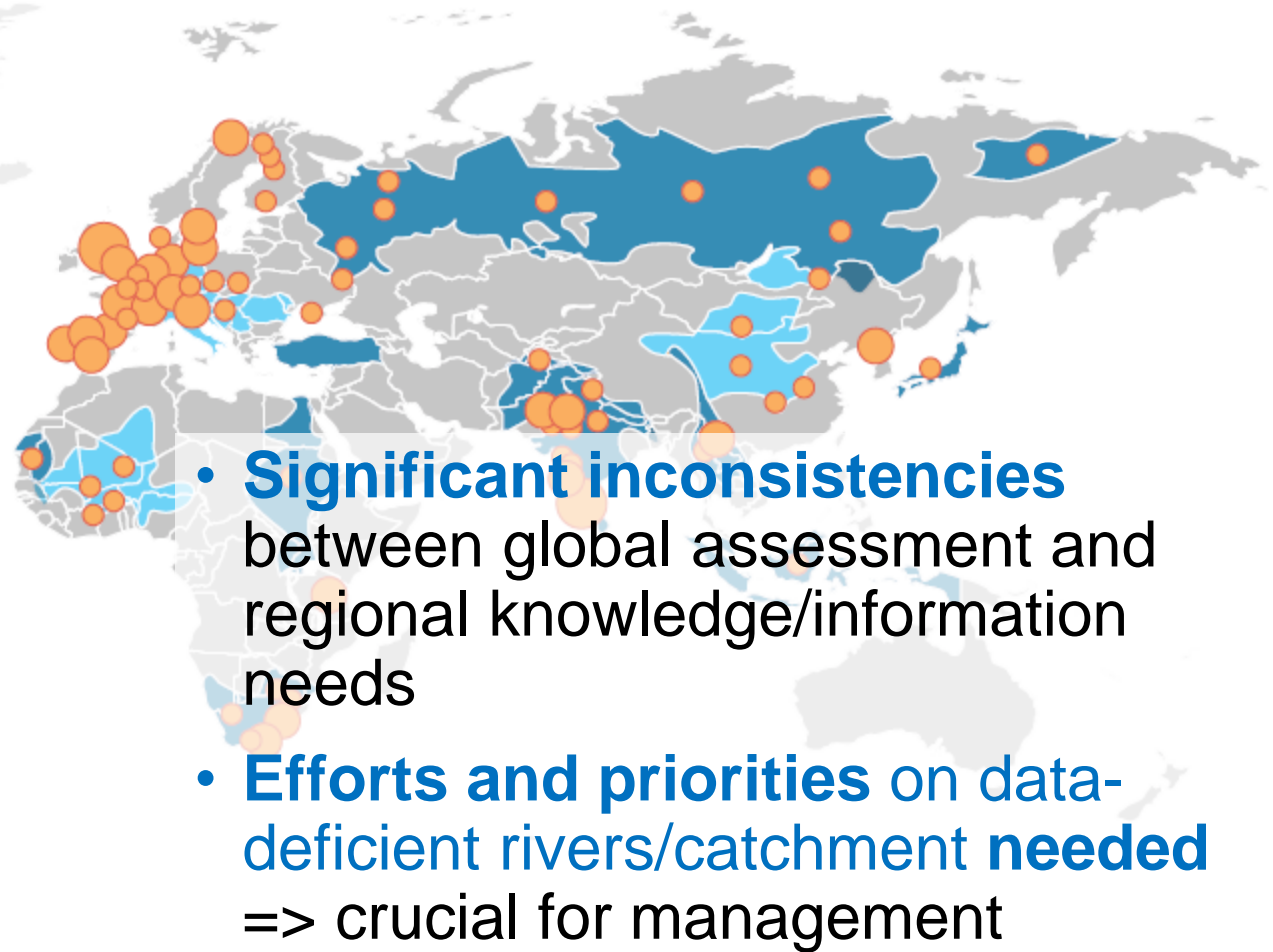 • Significant inconsistencies
between global assessment and
regional knowledge/information
needs
• Efforts and priorities on data-
deficient rivers/catchment needed
=> crucial for management